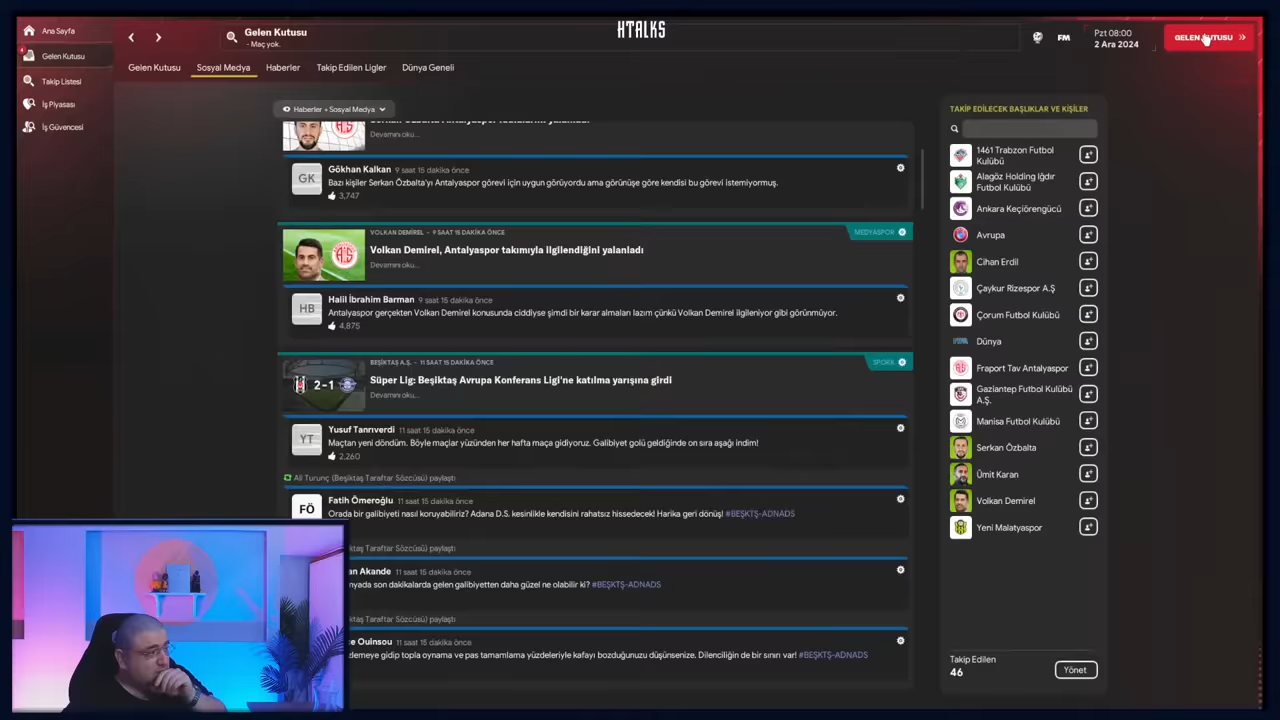 Ana Sayfa
Gelen Kutusu
Takip Listesi
İş Piyasası
İş Güvencesi
Gelen Kutusu
- Maç yok.
HTALKS
FM
Pzt 08:00
2 Ara 2024
GELEN KUTUSU
Gelen Kutusu
Sosyal Medya
Haberler
Takip Edilen Ligler
Dünya Geneli
Haberler + Sosyal Medya
Devamını oku...
GK
Gökhan Kalkan 9 saat 15 dakika önce
Bazı kişiler Serkan Özbalta'yı Antalyaspor görevi için uygun görüyordu ama görünüşe göre kendisi bu görevi istemiyormuş.
3,747
VOLKAN DEMİREL - 9 SAAT 15 DAKİKA ÖNCE
MEDYASPOR
Volkan Demirel, Antalyaspor takımıyla ilgilendiğini yalanladı
Devamını oku...
HB
Halil İbrahim Barman 9 saat 15 dakika önce
Antalyaspor gerçekten Volkan Demirel konusunda ciddiyse şimdi bir karar almaları lazım çünkü Volkan Demirel ilgileniyor gibi görünmüyor.
4,875
BEŞİKTAŞ A.Ş. - 11 SAAT 15 DAKİKA ÖNCE
SPORX
2-1
Süper Lig: Beşiktaş Avrupa Konferans Ligi'ne katılma yarışına girdi
Devamını oku...
YT
Yusuf Tanrıverdi 11 saat 15 dakika önce
Maçtan yeni döndüm. Böyle maçlar yüzünden her hafta maça gidiyoruz. Galibiyet golü geldiğinde on sıra aşağı indim!
2,260
Ali Turunç (Beşiktaş Taraftar Sözcüsü) paylaştı
FÖ
Fatih Ömeroğlu 11 saat 15 dakika önce
Orada bir galibiyeti nasıl koruyabiliriz? Adana D.S. kesinlikle kendisini rahatsız hissedecek! Harika geri dönüş! #BEŞKTŞ-ADNADS
Taraftar Sözcüsü) paylaştı
Akande 11 saat 15 dakika önce
son dakikalarda gelen galibiyetten daha güzel ne olabilir ki? #BEŞKTŞ-ADNADS
Taraftar Sözcüsü) paylaştı
Ouinsou 11 saat 15 dakika önce
gidip topla oynama ve pas tamamlama yüzdeleriyle kafayı bozduğunuzu düşünsenize. Dilenciliğin de bir sınırı var! #BEŞKTŞ-ADNADS
TAKİP EDİLECEK BAŞLIKLAR VE KİŞİLER
1461 Trabzon Futbol
Kulübü
Alagöz Holding Iğdır
Futbol Kulübü
Ankara Keçiörengücü
Avrupa
Cihan Erdil
Çaykur Rizespor A.Ş
Çorum Futbol Kulübü
FIFA
Dünya
Fraport Tav Antalyaspor
Gaziantep Futbol Kulübü
A.Ş.
Manisa Futbol Kulübü
Serkan Özbalta
Ümit Karan
Volkan Demirel
Yeni Malatyaspor
Takip Edilen
46
Yönet